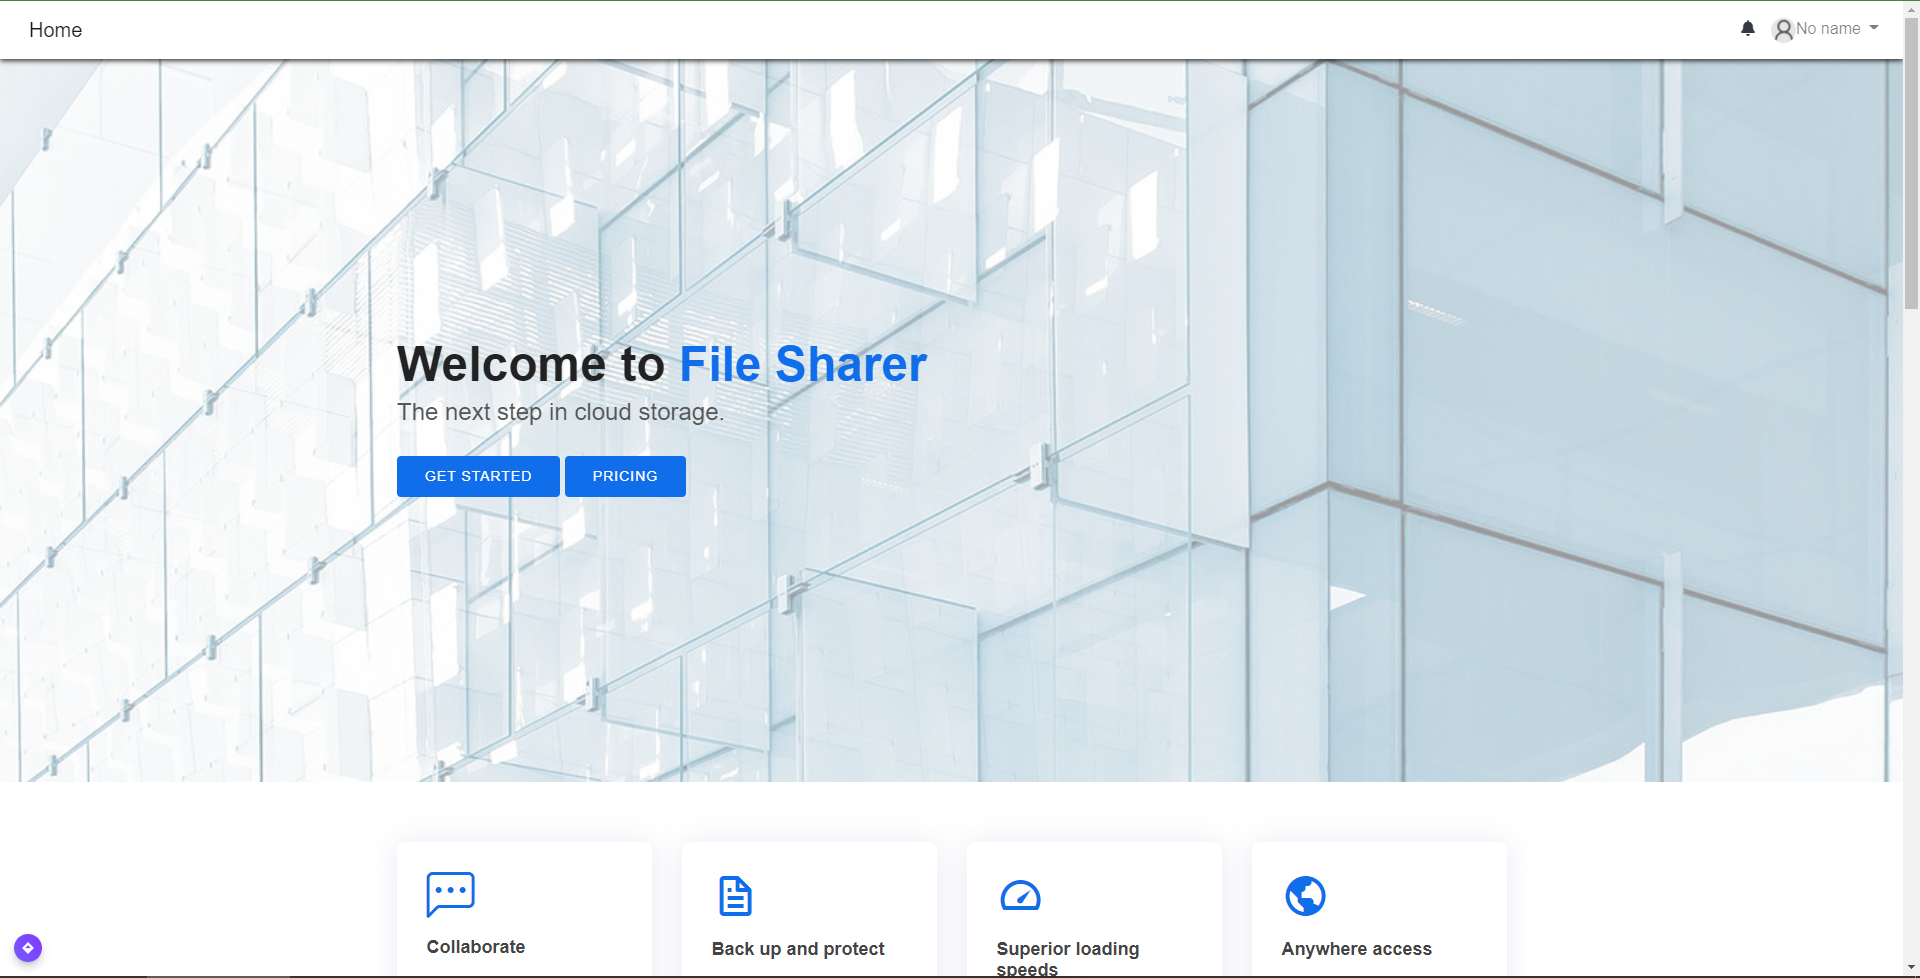 Home
No name
Welcome to File Sharer
The next step in cloud storage.
GET STARTED
PRICING
Collaborate
Back up and protect
Superior loading
speeds
Anywhere access